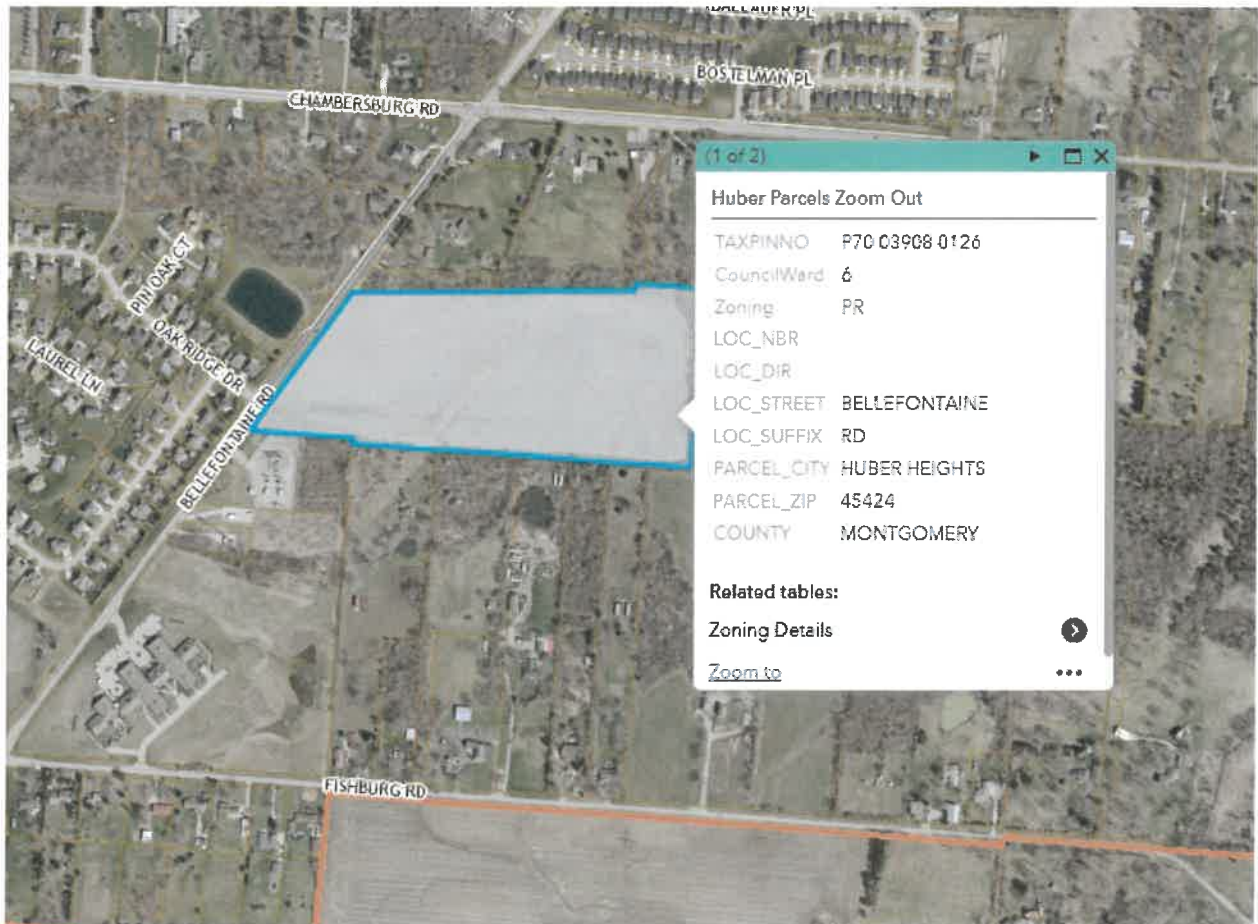 BOSTELMAN PL
CHAMBERSBURG RD
(1 of 2)
Huber Parcels Zoom Out
TAXPINNO P70 03908 0126
CouncilWard 6
Zoning PR
LOC_NBR
LOC_DIR
LOC_STREET BELLEFONTAINE
LOC_SUFFIX RD
PARCEL_CITY HUBER HEIGHTS
PARCEL_ZIP 45424
COUNTY MONTGOMERY
Related tables:
Zoning Details
Zoom to
PIN OAK CT
OAK RIDGE DR
LAUREL LN
BELLEFONTAINE RD
FISHBURG RD